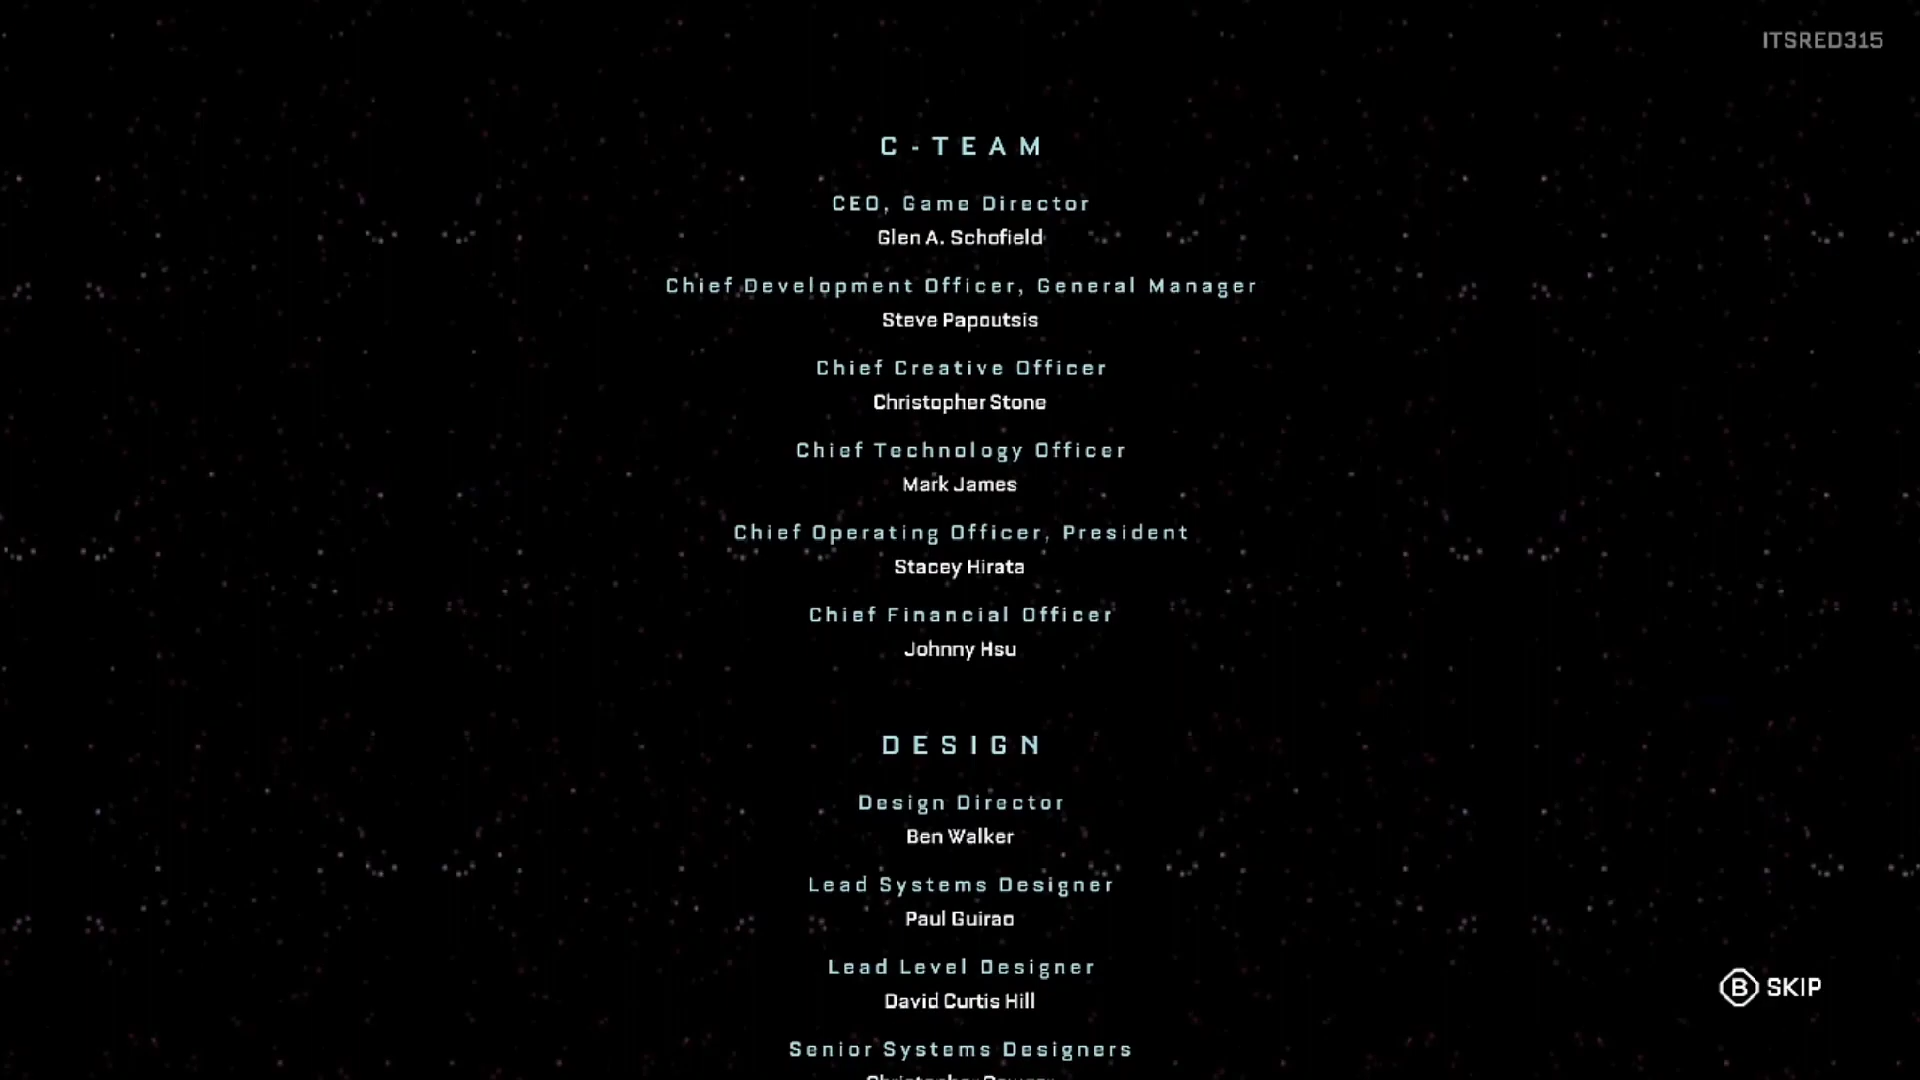 ITSRED315
C-TEAM
CEO, Game Director
Glen A. Schofield
Chief Development Officer, General Manager
Steve Papoutsis
Chief Creative Officer
Christopher Stone
Chief Technology Officer
Mark James
Chief Operating Officer, President
Stacey Hirata
Chief Financial Officer
Johnny Hsu
DESIGN
Design Director
Ben Walker
Lead Systems Designer
Paul Guirao
Lead Level Designer
David Curtis Hill
B SKIP
Senior Systems Designers
Christopher